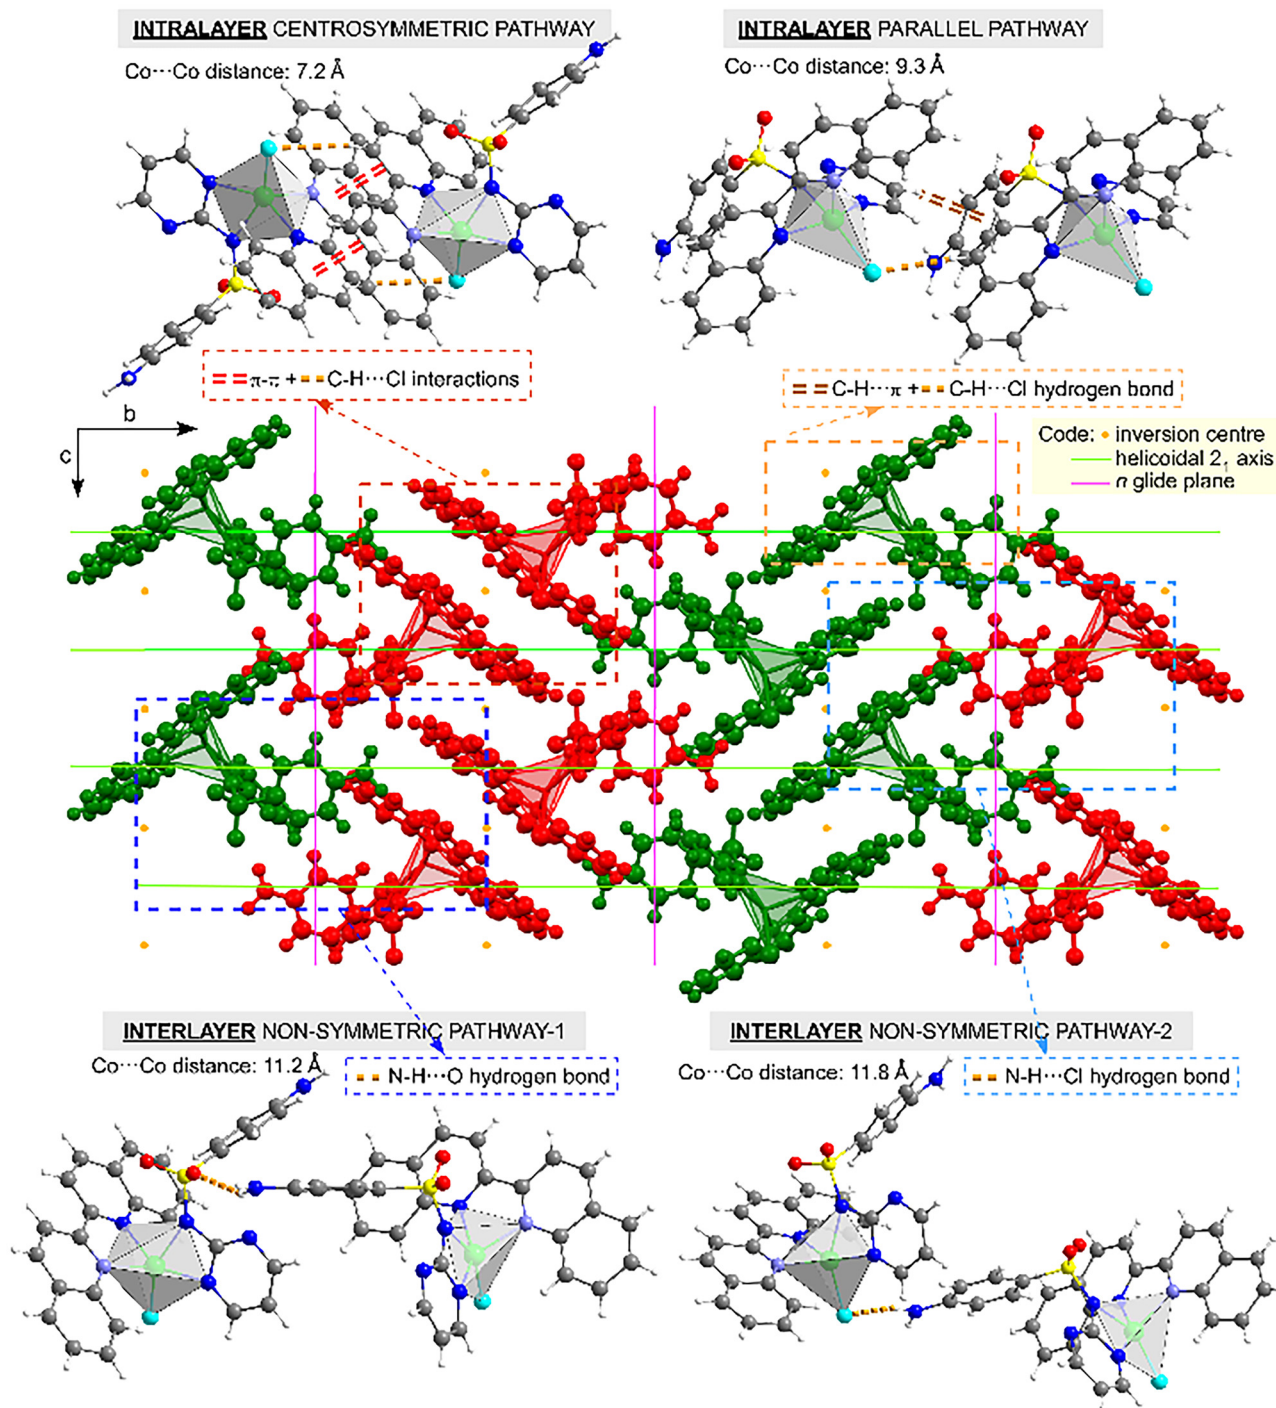 INTRALAYER CENTROSYMMETRIC PATHWAY
Co···Co distance: 7.2 Å
INTRALAYER PARALLEL PATHWAY
Co···Co distance: 9.3 Å
π-π + C-H···Cl interactions
C-H···π + C-H···Cl hydrogen bond
b
c
Code: inversion centre
helicoidal 2₁ axis
n glide plane
INTERLAYER NON-SYMMETRIC PATHWAY-1
Co···Co distance: 11.2 Å
N-H···O hydrogen bond
INTERLAYER NON-SYMMETRIC PATHWAY-2
Co···Co distance: 11.8 Å
N-H···Cl hydrogen bond